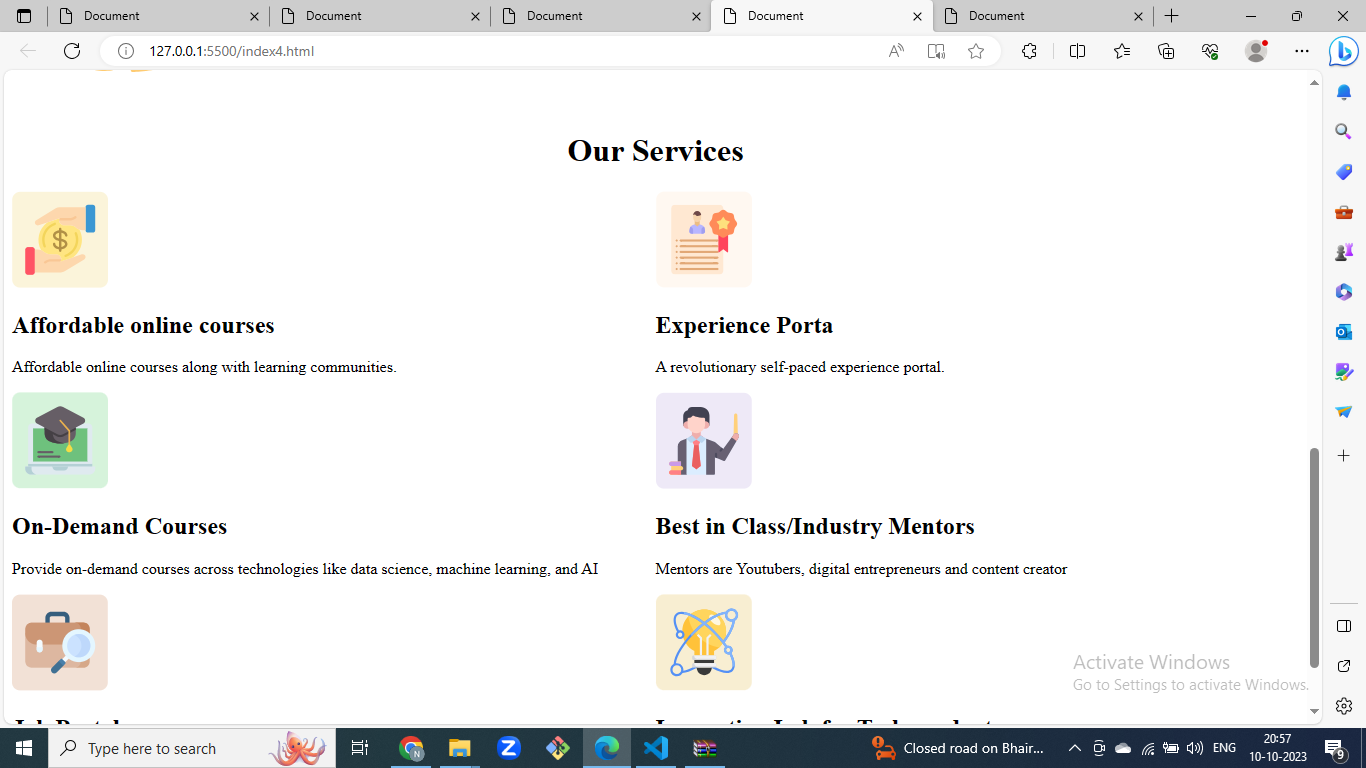 Document
Document
Document
Document
Document
127.0.0.1:5500/index4.html
Our Services
$
Affordable online courses
Experience Porta
Affordable online courses along with learning communities.
A revolutionary self-paced experience portal.
On-Demand Courses
Best in Class/Industry Mentors
Provide on-demand courses across technologies like data science, machine learning, and AI
Mentors are Youtubers, digital entrepreneurs and content creator
Activate Windows
Go to Settings to activate Windows.
Type here to search
Closed road on Bhair...
ENG
20:57
10-10-2023
9